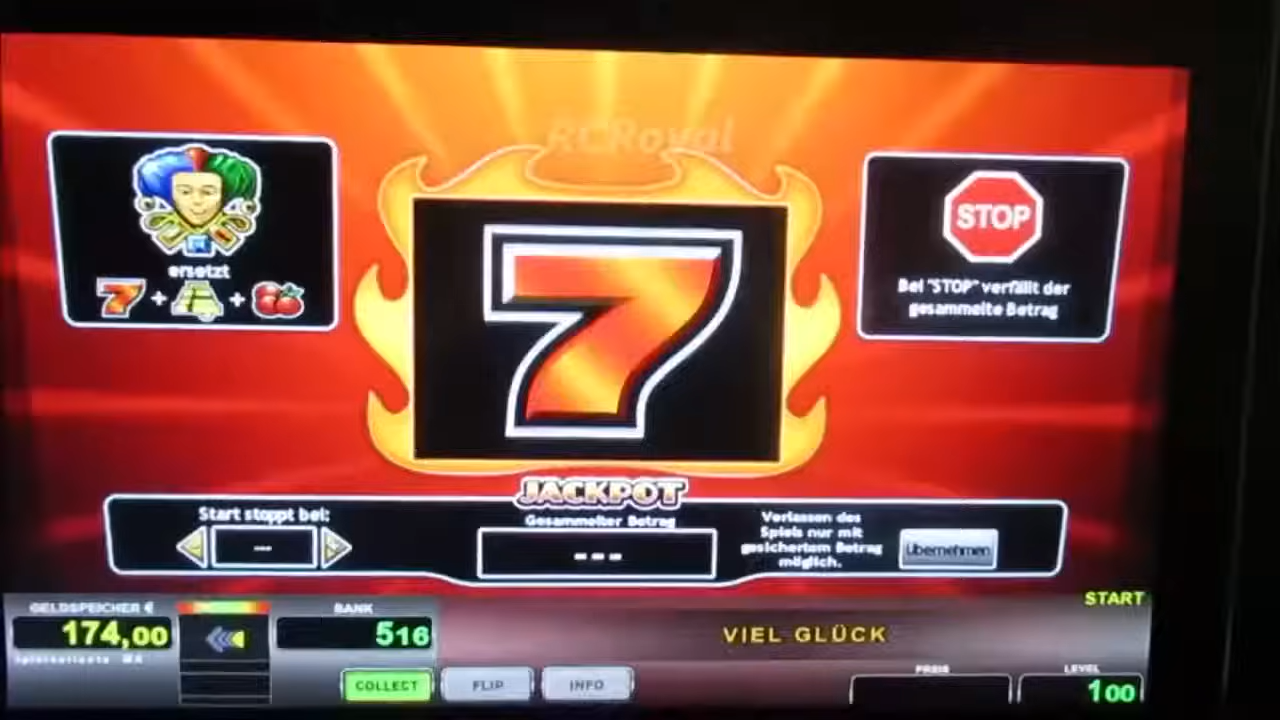 RCRoyal
ersetzt
7 + +
STOP
Bei "STOP" verfällt der
gesammelte Betrag
7
JACKPOT
Start stoppt bei:
---
Gesammelter Betrag
---
Verlassen des
Spiels nur mit
gesichertem Betrag
möglich.
Übernehmen
GELDSPEICHER €
174,00
BANK
516
START
VIEL GLÜCK
COLLECT
FLIP
INFO
PREIS
LEVEL
100